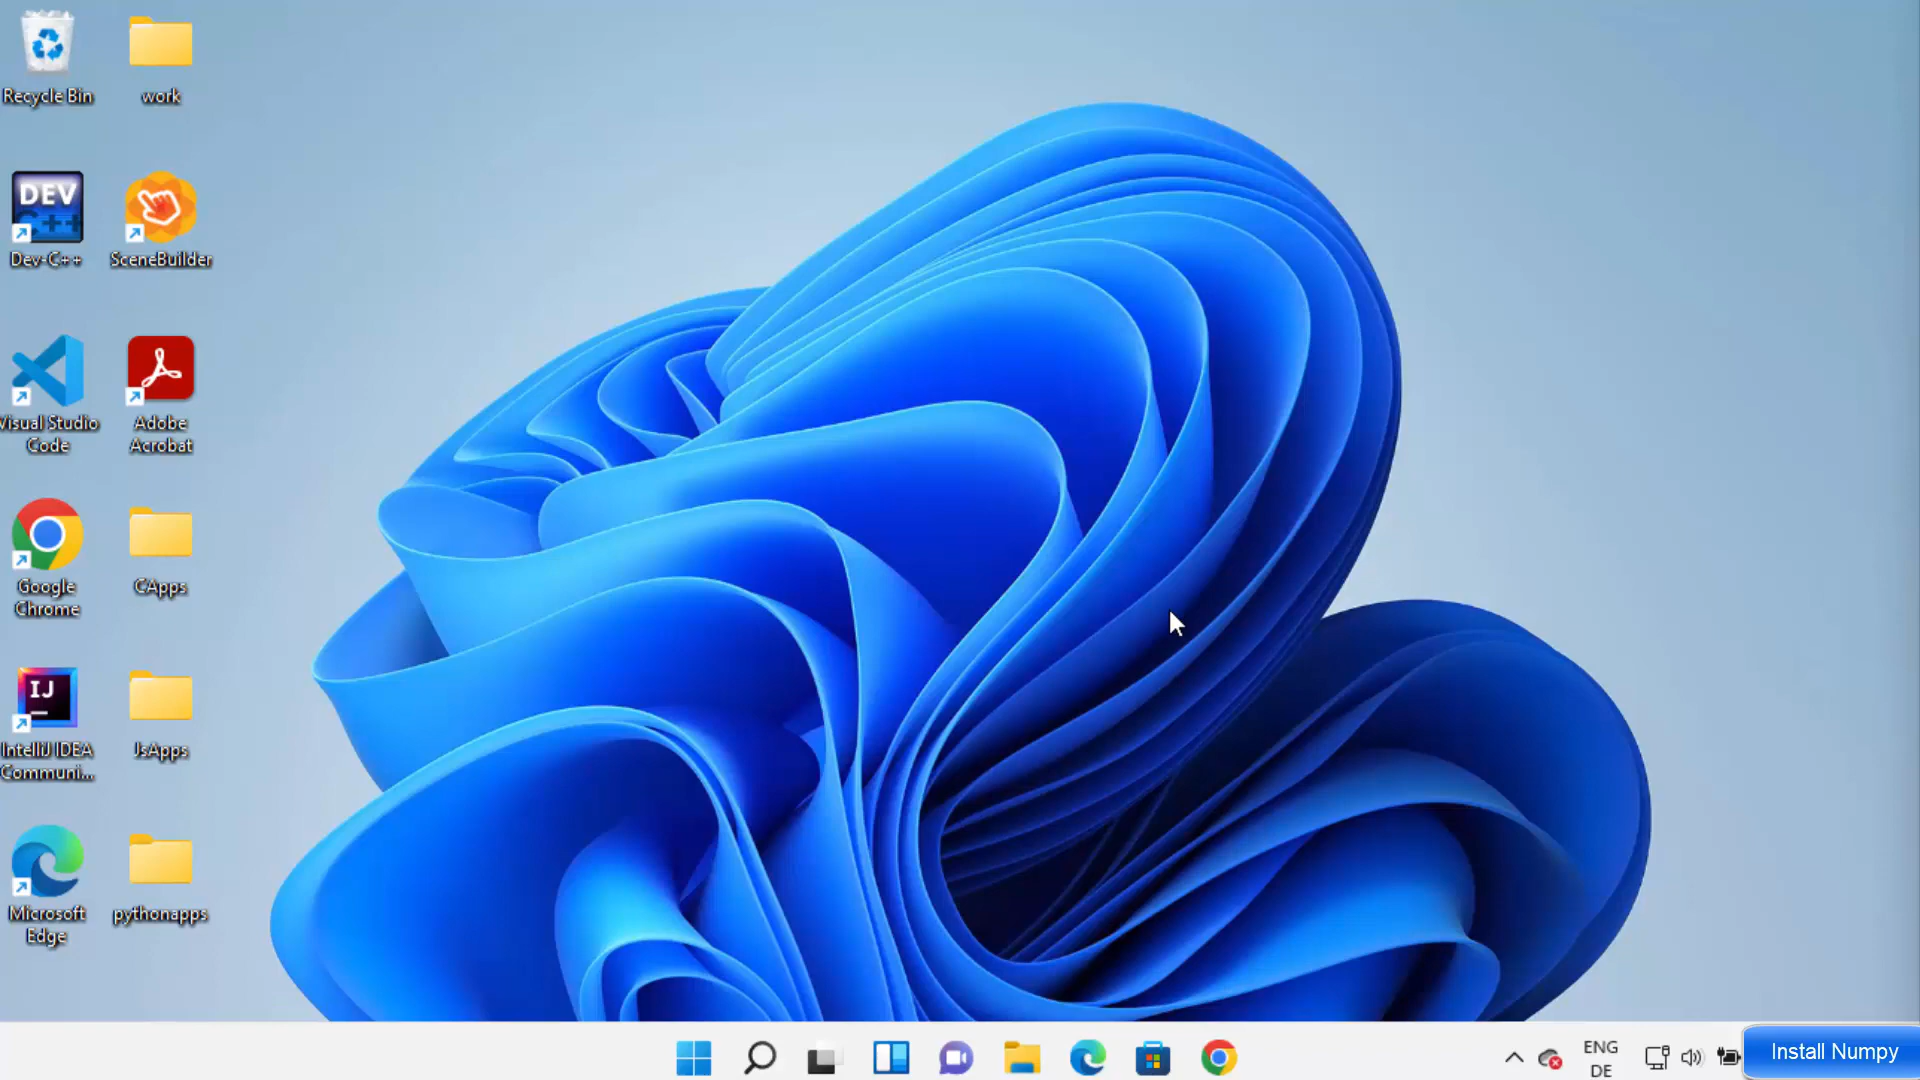 Recycle Bin
work
DEV
C++
Dev-C++
SceneBuilder
Visual Studio
Code
Adobe
Acrobat
Google
Chrome
CApps
IJ
IntelliJ IDEA
Communi...
JsApps
Microsoft
Edge
pythonapps
ENG
DE
Install Numpy